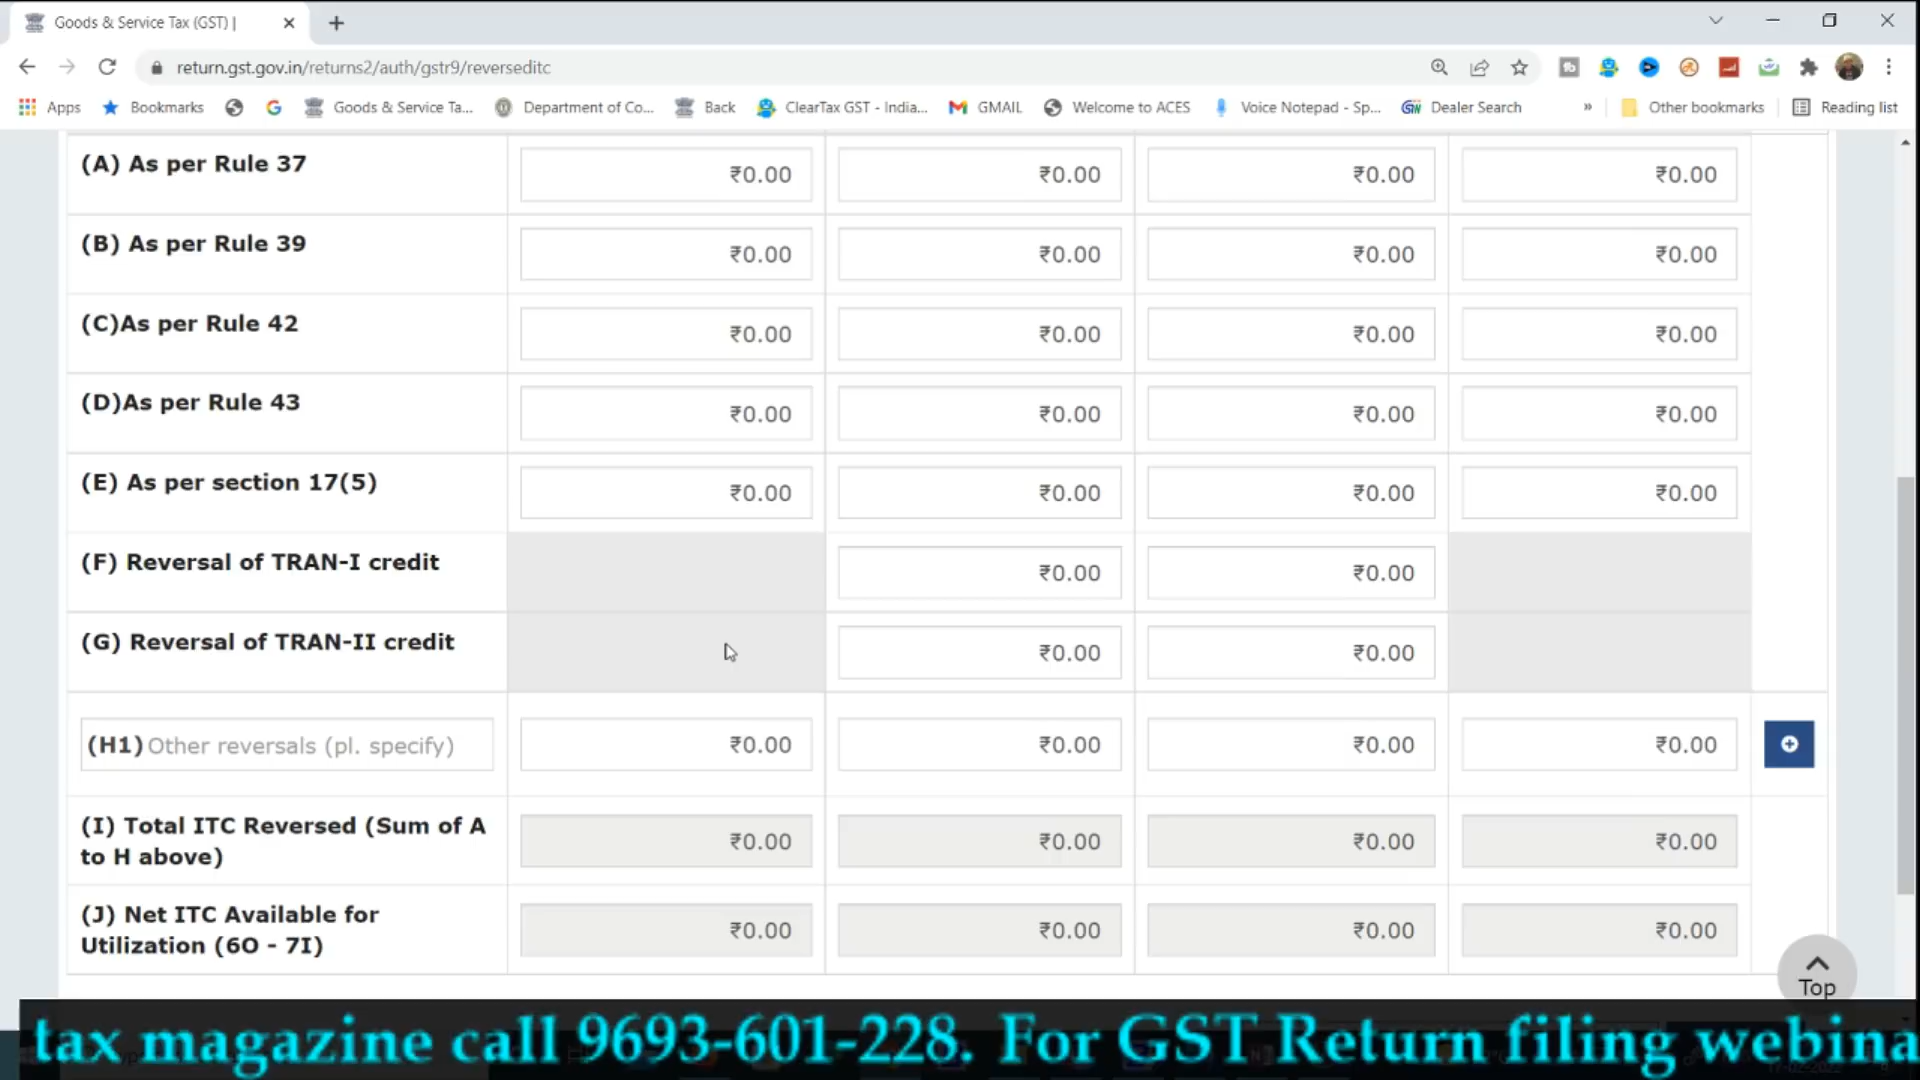 Goods & Service Tax (GST) |
return.gst.gov.in/returns2/auth/gstr9/reverseditc
Apps Bookmarks Goods & Service Ta... Department of Co... Back ClearTax GST - India... GMAIL Welcome to ACES Voice Notepad - Sp... Dealer Search » Other bookmarks Reading list
(A) As per Rule 37 ₹0.00 ₹0.00 ₹0.00 ₹0.00
(B) As per Rule 39 ₹0.00 ₹0.00 ₹0.00 ₹0.00
(C)As per Rule 42 ₹0.00 ₹0.00 ₹0.00 ₹0.00
(D)As per Rule 43 ₹0.00 ₹0.00 ₹0.00 ₹0.00
(E) As per section 17(5) ₹0.00 ₹0.00 ₹0.00 ₹0.00
(F) Reversal of TRAN-I credit ₹0.00 ₹0.00
(G) Reversal of TRAN-II credit ₹0.00 ₹0.00
(H1) Other reversals (pl. specify) ₹0.00 ₹0.00 ₹0.00 ₹0.00
(I) Total ITC Reversed (Sum of A
to H above) ₹0.00 ₹0.00 ₹0.00 ₹0.00
(J) Net ITC Available for
Utilization (6O - 7I) ₹0.00 ₹0.00 ₹0.00 ₹0.00
Top
tax magazine call 9693-601-228. For GST Return filing webina